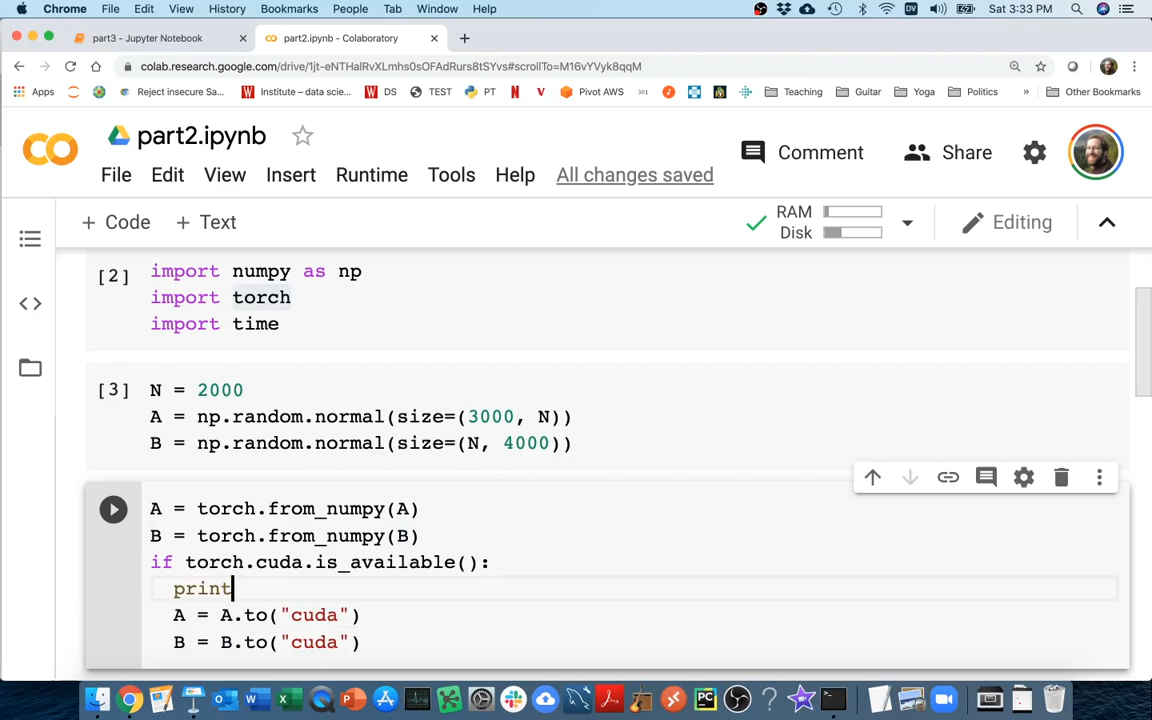 Chrome File Edit View History Bookmarks People Tab Window Help DV Sat 3:33 PM
part3 - Jupyter Notebook part2.ipynb - Colaboratory
colab.research.google.com/drive/1jt-eNTHalRvXLmhs0sOFAdRurs8tSYvs#scrollTo=M16vYVyk8qqM
Apps Reject insecure Sa... Institute – data scie... DS TEST PT N V Pivot AWS 301 Teaching Guitar Yoga Politics » Other Bookmarks
part2.ipynb
Comment Share
File Edit View Insert Runtime Tools Help All changes saved
+ Code + Text
RAM
Disk
Editing
[2] import numpy as np
import torch
import time
[3] N = 2000
A = np.random.normal(size=(3000, N))
B = np.random.normal(size=(N, 4000))
A = torch.from_numpy(A)
B = torch.from_numpy(B)
if torch.cuda.is_available():
print
A = A.to("cuda")
B = B.to("cuda")